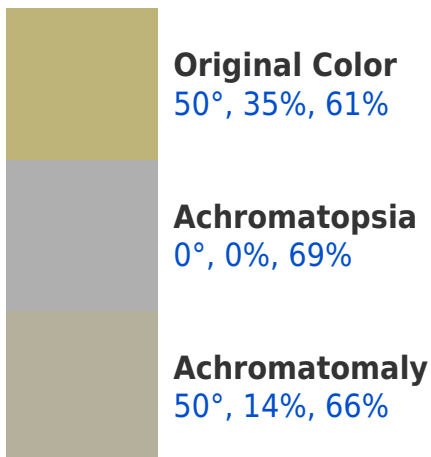 Original Color
50°, 35%, 61%
Achromatopsia
0°, 0%, 69%
Achromatomaly
50°, 14%, 66%